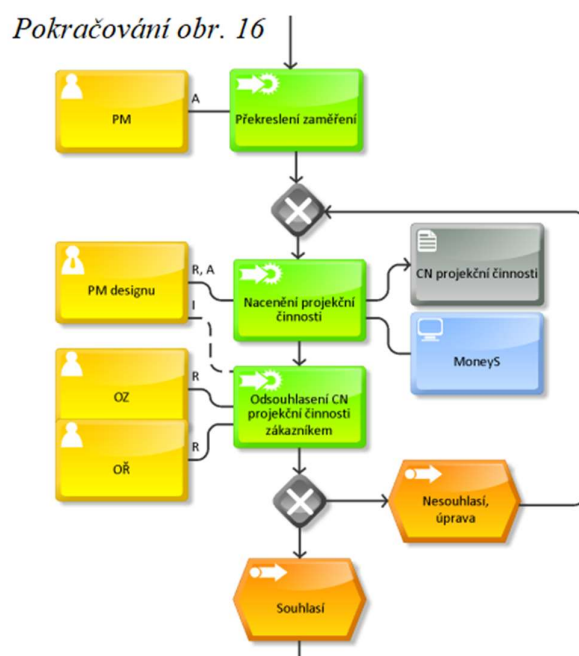 Pokračování obr. 16
PM
A
Překreslení zaměření
PM designu
R, A
I
Nacenění projekční
činnosti
CN projekční činnosti
MoneyS
OZ
R
OŘ
R
Odsouhlasení CN
projekční činnosti
zákazníkem
Nesouhlasí,
úprava
Souhlasí